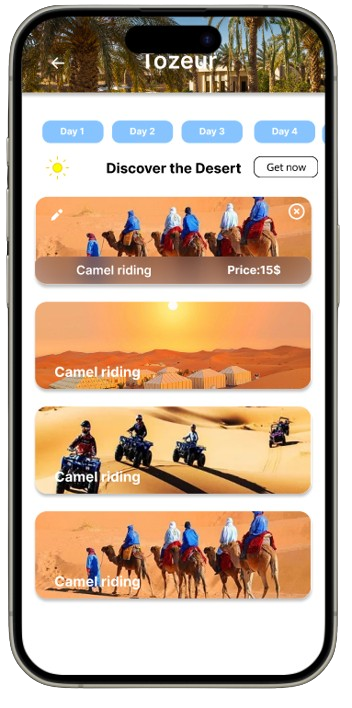 Tozeur
Day 1 Day 2 Day 3 Day 4
Discover the Desert Get now
Camel riding Price:15$
Camel riding
Camel riding
Camel riding